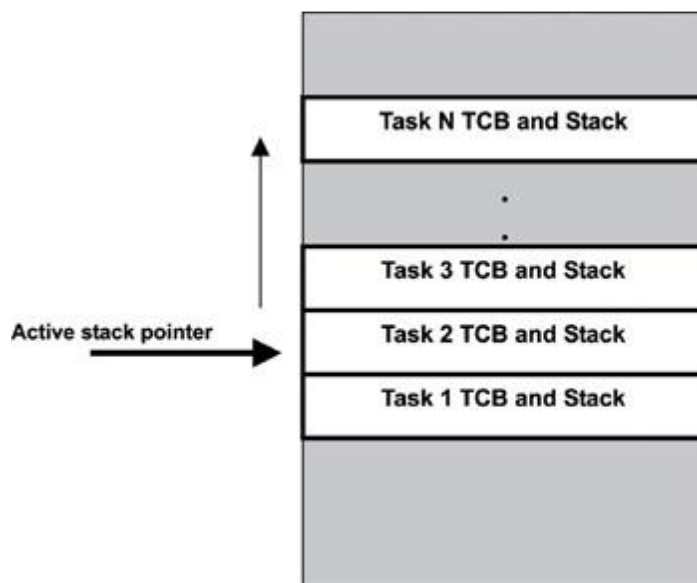 Task N TCB and Stack
Task 3 TCB and Stack
Active stack pointer
Task 2 TCB and Stack
Task 1 TCB and Stack